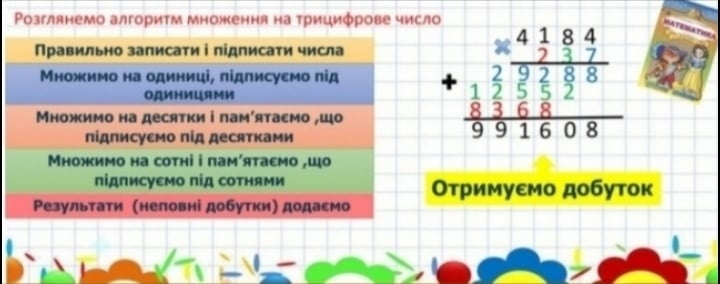 Розглянемо алгоритм множення на трицифрове число
Правильно записати і підписати числа
Множимо на одиниці, підписуємо під
одиницями
Множимо на десятки і пам’ятаємо ,що
підписуємо під десятками
Множимо на сотні і пам’ятаємо ,що
підписуємо під сотнями
Результати (неповні добутки) додаємо
4 1 8 4
× 2 3 7
+ 2 9 2 8 8
1 2 5 5 2
8 3 6 8
9 9 1 6 0 8
Отримуємо добуток
МАТЕМАТИКА